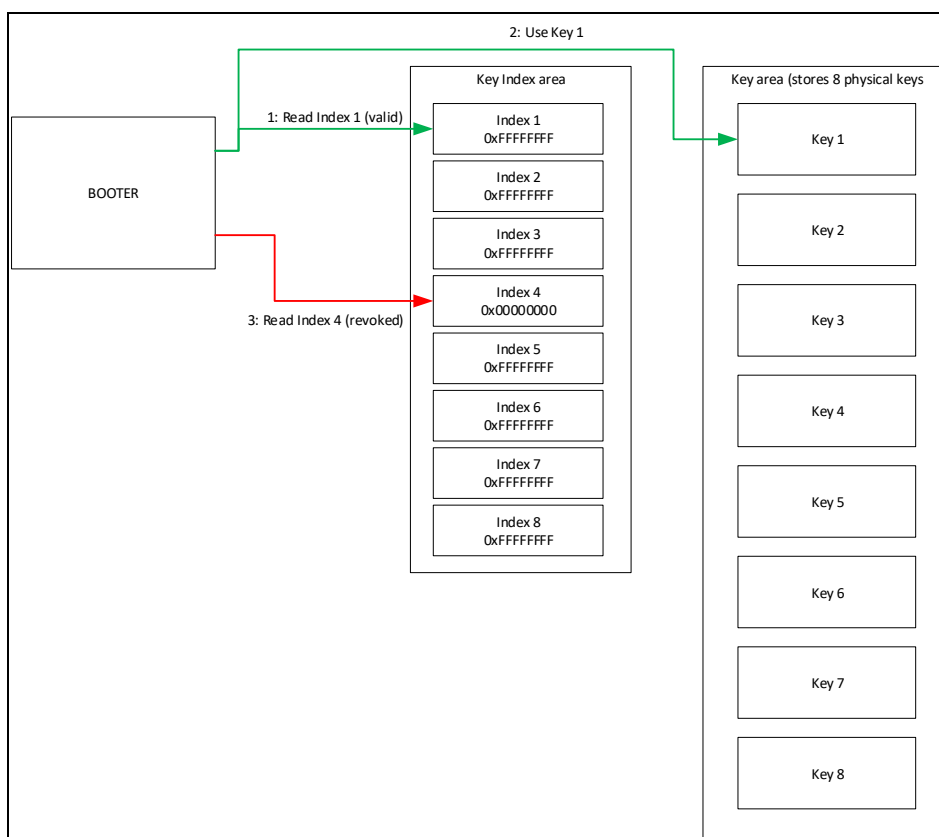 2: Use Key 1
Key Index area
Key area (stores 8 physical keys
1: Read Index 1 (valid)
Index 1
0xFFFFFFFF
Key 1
BOOTER
Index 2
0xFFFFFFFF
Key 2
Index 3
0xFFFFFFFF
Index 4
0x00000000
3: Read Index 4 (revoked)
Key 3
Index 5
0xFFFFFFFF
Key 4
Index 6
0xFFFFFFFF
Index 7
0xFFFFFFFF
Key 5
Index 8
0xFFFFFFFF
Key 6
Key 7
Key 8